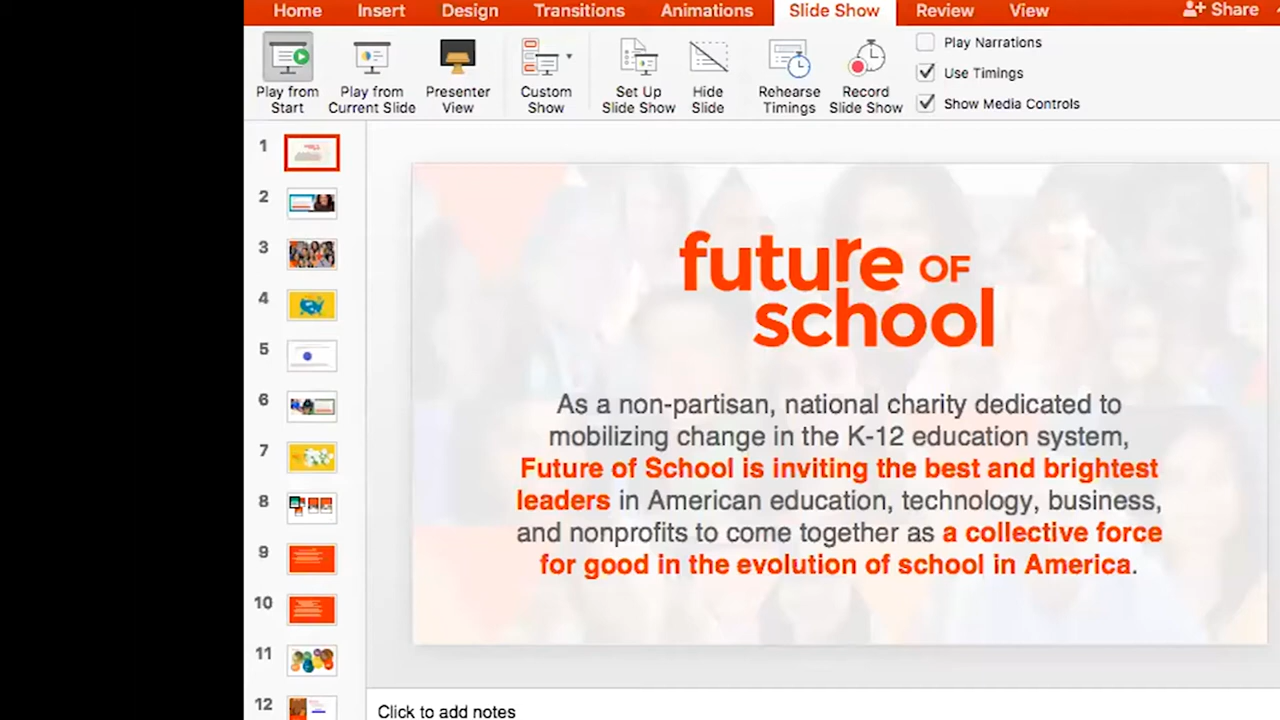 Home Insert Design Transitions Animations Slide Show Review View Share
Play from Start
Play from Current Slide
Presenter View
Custom Show
Set Up Slide Show
Hide Slide
Rehearse Timings
Record Slide Show
Play Narrations
Use Timings
Show Media Controls
1
2
3
4
5
6
7
8
9
10
11
12
future OF
school
As a non-partisan, national charity dedicated to
mobilizing change in the K-12 education system,
Future of School is inviting the best and brightest
leaders in American education, technology, business,
and nonprofits to come together as a collective force
for good in the evolution of school in America.
Click to add notes